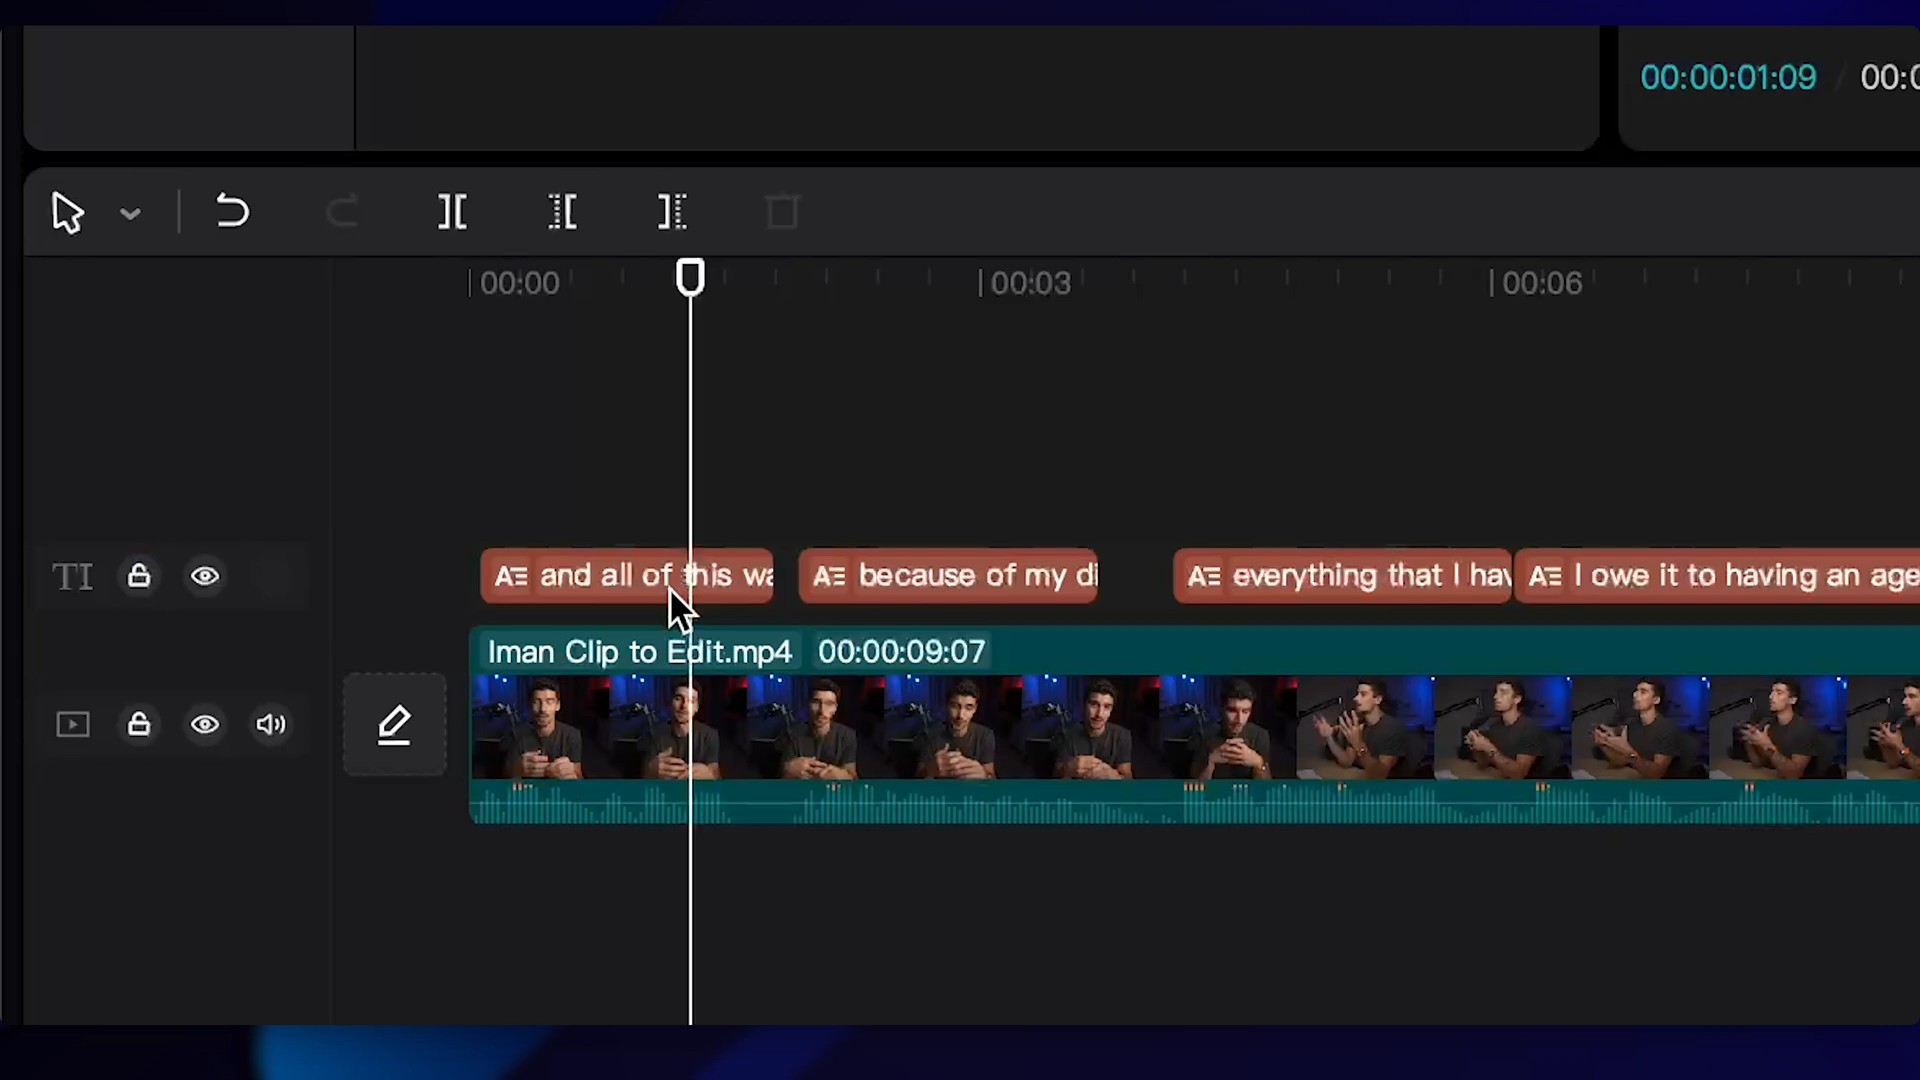 00:00:01:09 / 00:0
00:00
00:03
00:06
TI
A and all of this wa
A because of my di
A everything that I hav
A I owe it to having an age
Iman Clip to Edit.mp4 00:00:09:07